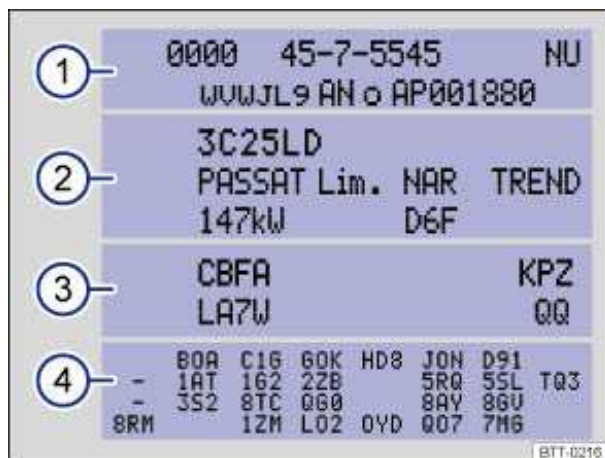 1
0000 45-7-5545 NU
WVWJL9 AN o AP001880
2
3C25LD
PASSAT Lim. NAR TREND
147kW D6F
3
CBFA KPZ
LA7W QQ
4
B0A C1G G0K HD8 J0N D91
- 1AT 162 2ZB 5RQ 5SL TQ3
- 3S2 8TC QG0 8AY 8GU
8RM 1ZM L02 0YD Q07 7MG
BTT-0216